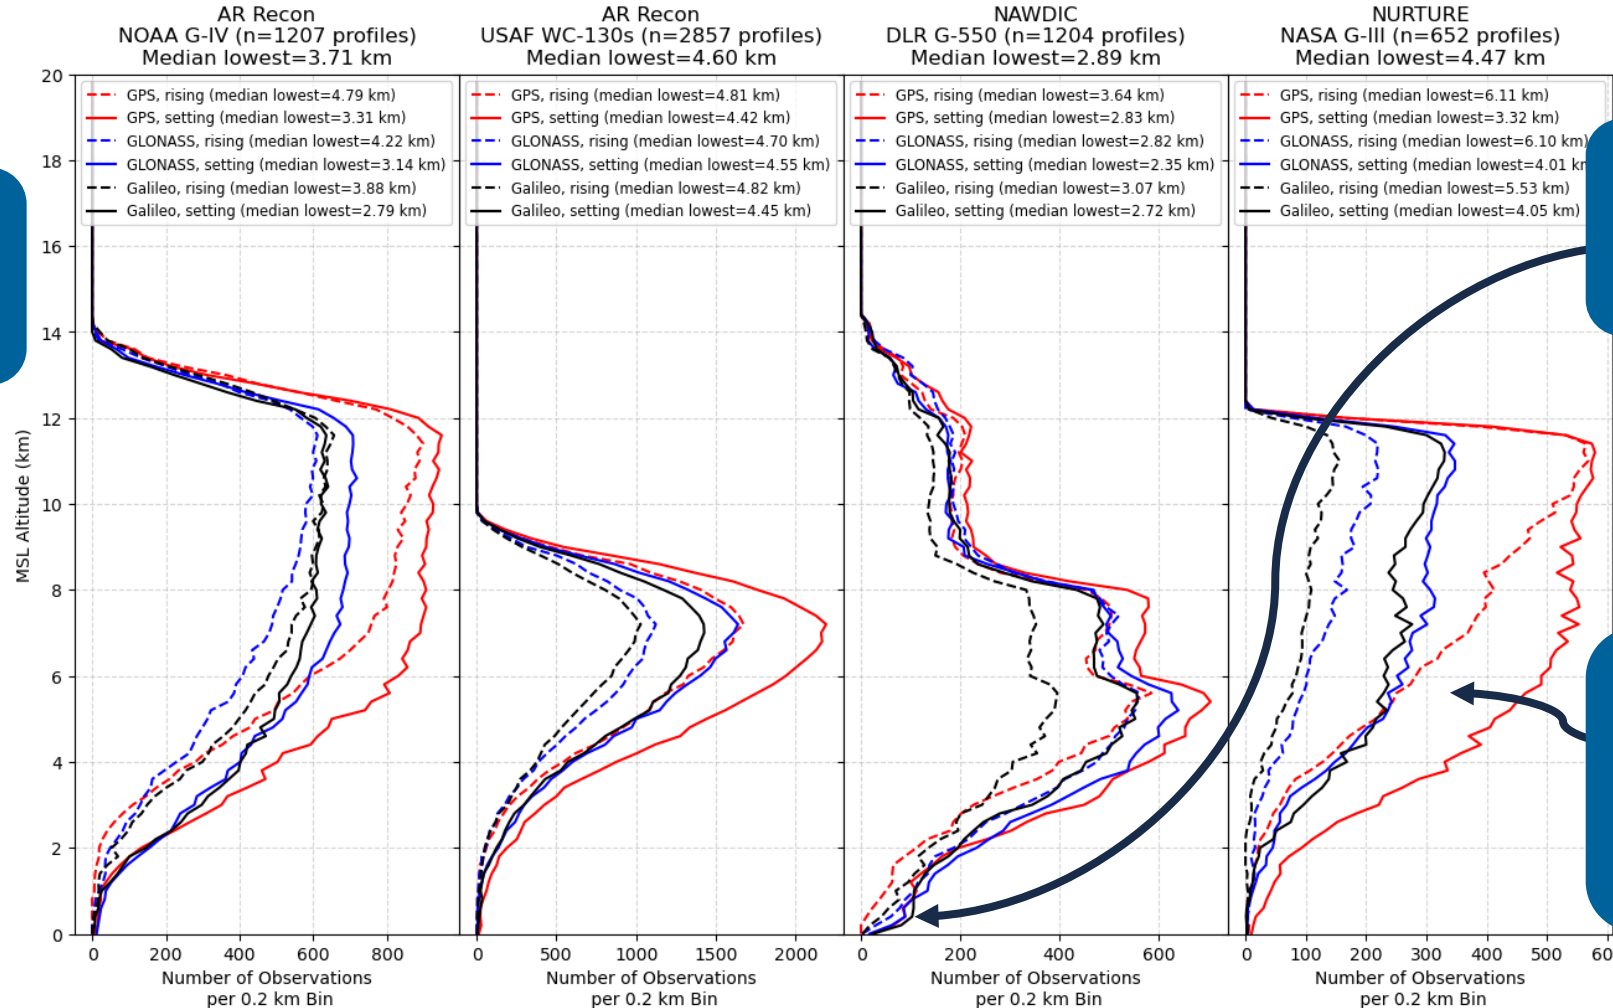 AR Recon
NOAA G-IV (n=1207 profiles)
Median lowest=3.71 km
GPS, rising (median lowest=4.79 km)
GPS, setting (median lowest=3.31 km)
GLONASS, rising (median lowest=4.22 km)
GLONASS, setting (median lowest=3.14 km)
Galileo, rising (median lowest=3.88 km)
Galileo, setting (median lowest=2.79 km)
AR Recon
USAF WC-130s (n=2857 profiles)
Median lowest=4.60 km
GPS, rising (median lowest=4.81 km)
GPS, setting (median lowest=4.42 km)
GLONASS, rising (median lowest=4.70 km)
GLONASS, setting (median lowest=4.55 km)
Galileo, rising (median lowest=4.82 km)
Galileo, setting (median lowest=4.45 km)
NAWDIC
DLR G-550 (n=1204 profiles)
Median lowest=2.89 km
GPS, rising (median lowest=3.64 km)
GPS, setting (median lowest=2.83 km)
GLONASS, rising (median lowest=2.82 km)
GLONASS, setting (median lowest=2.35 km)
Galileo, rising (median lowest=3.07 km)
Galileo, setting (median lowest=2.72 km)
NURTURE
NASA G-III (n=652 profiles)
Median lowest=4.47 km
GPS, rising (median lowest=6.11 km)
GPS, setting (median lowest=3.32 km)
GLONASS, rising (median lowest=6.10 km)
GLONASS, setting (median lowest=4.01 km
Galileo, rising (median lowest=5.53 km)
Galileo, setting (median lowest=4.05 km)
MSL Altitude (km)
20
18
16
14
12
10
8
6
4
2
0
0 200 400 600 800
Number of Observations
per 0.2 km Bin
0 500 1000 1500 2000
Number of Observations
per 0.2 km Bin
0 200 400 600
Number of Observations
per 0.2 km Bin
0 100 200 300 400 500 60
Number of Observations
per 0.2 km Bin